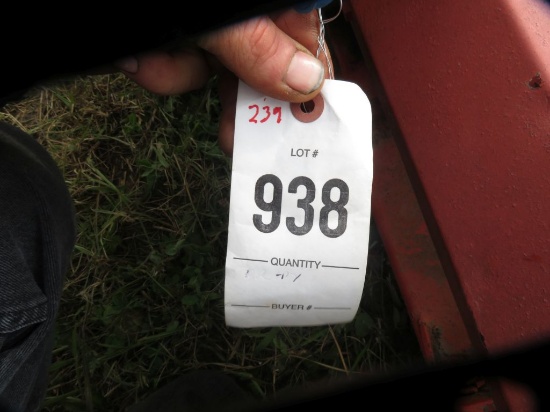 239
LOT #
938
QUANTITY
BUYER #